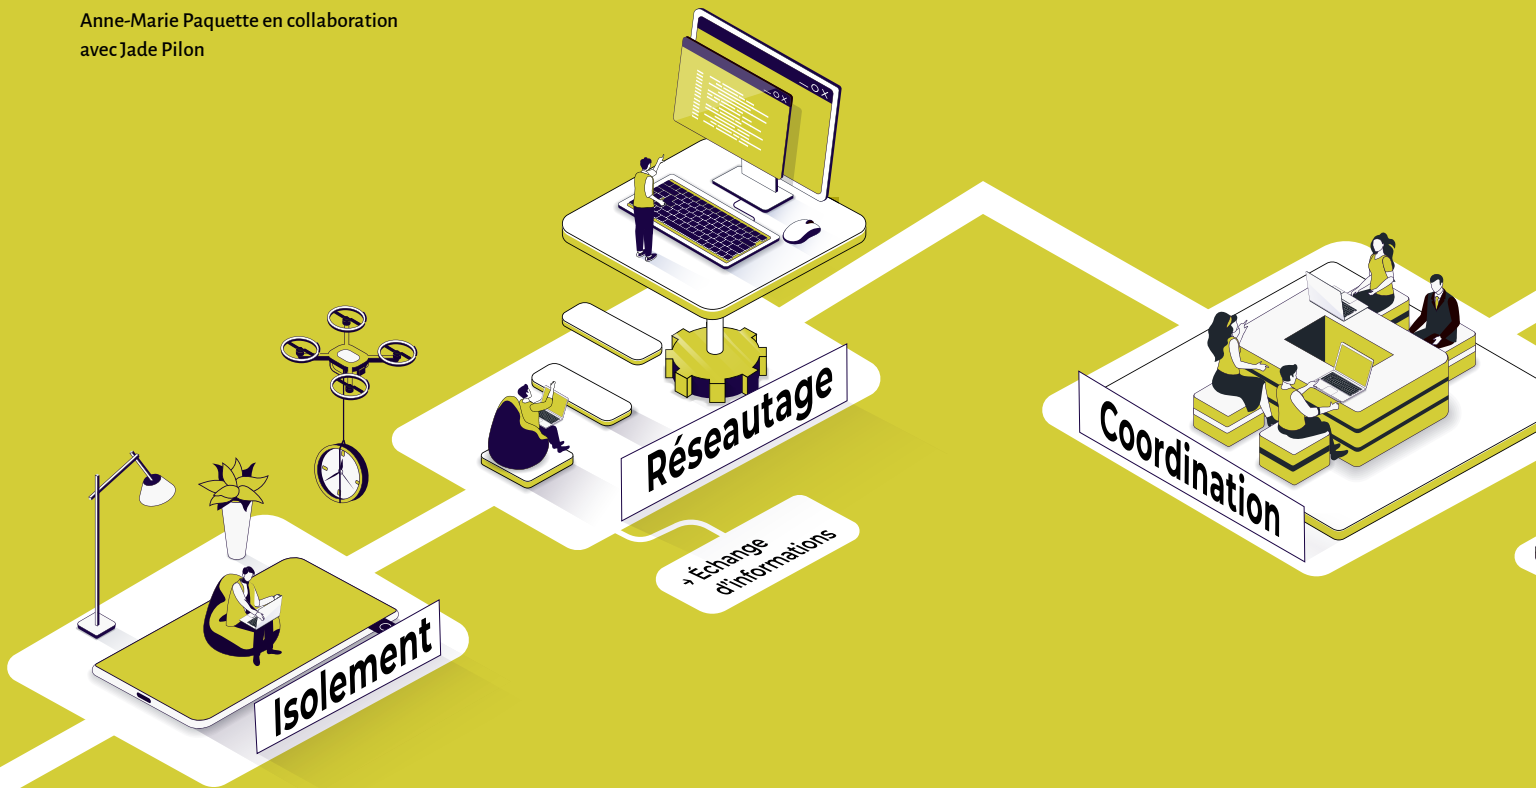 Anne-Marie Paquette en collaboration
avec Jade Pilon
Isolement
Réseautage
→ Échange
d'informations
Coordination